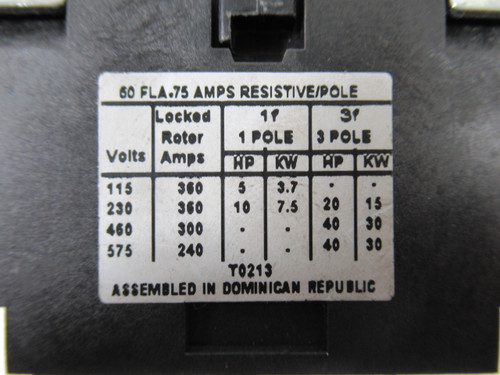 60 FLA.75 AMPS RESISTIVE/POLE
Volts Locked Rotor Amps 1f 1 POLE 3f 3 POLE
HP KW HP KW
115 360 5 3.7 - -
230 360 10 7.5 20 15
460 300 - - 40 30
575 240 - - 40 30
T0213
ASSEMBLED IN DOMINICAN REPUBLIC